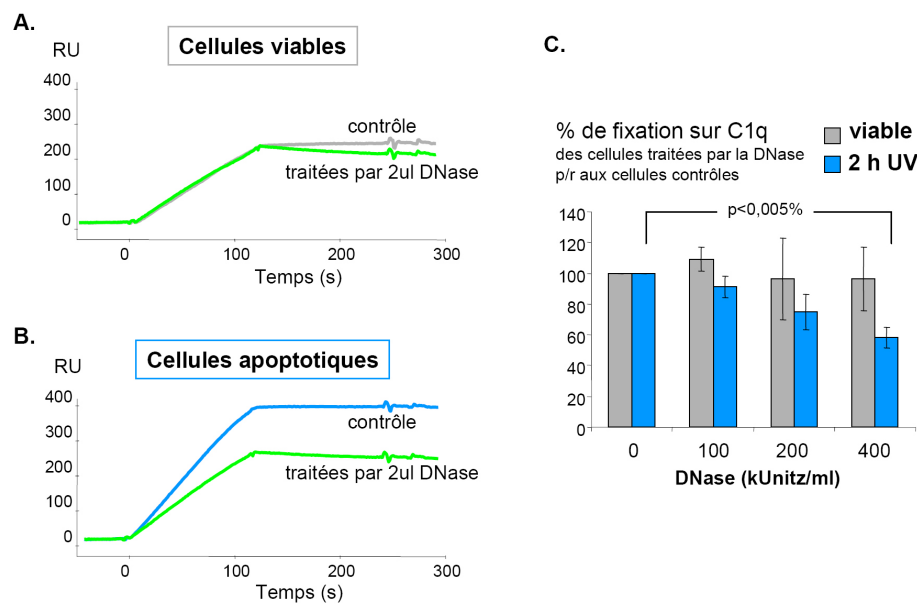 A.
Cellules viables
RU
400
300
200
100
0
contrôle
traitées par 2ul DNase
0 100 200 300
Temps (s)
B.
Cellules apoptotiques
RU
400
300
200
100
0
contrôle
traitées par 2ul DNase
0 100 200 300
Temps (s)
C.
% de fixation sur C1q
des cellules traitées par la DNase
p/r aux cellules contrôles
viable
2 h UV
p<0,005%
140
120
100
80
60
40
20
0
0 100 200 400
DNase (kUnitz/ml)